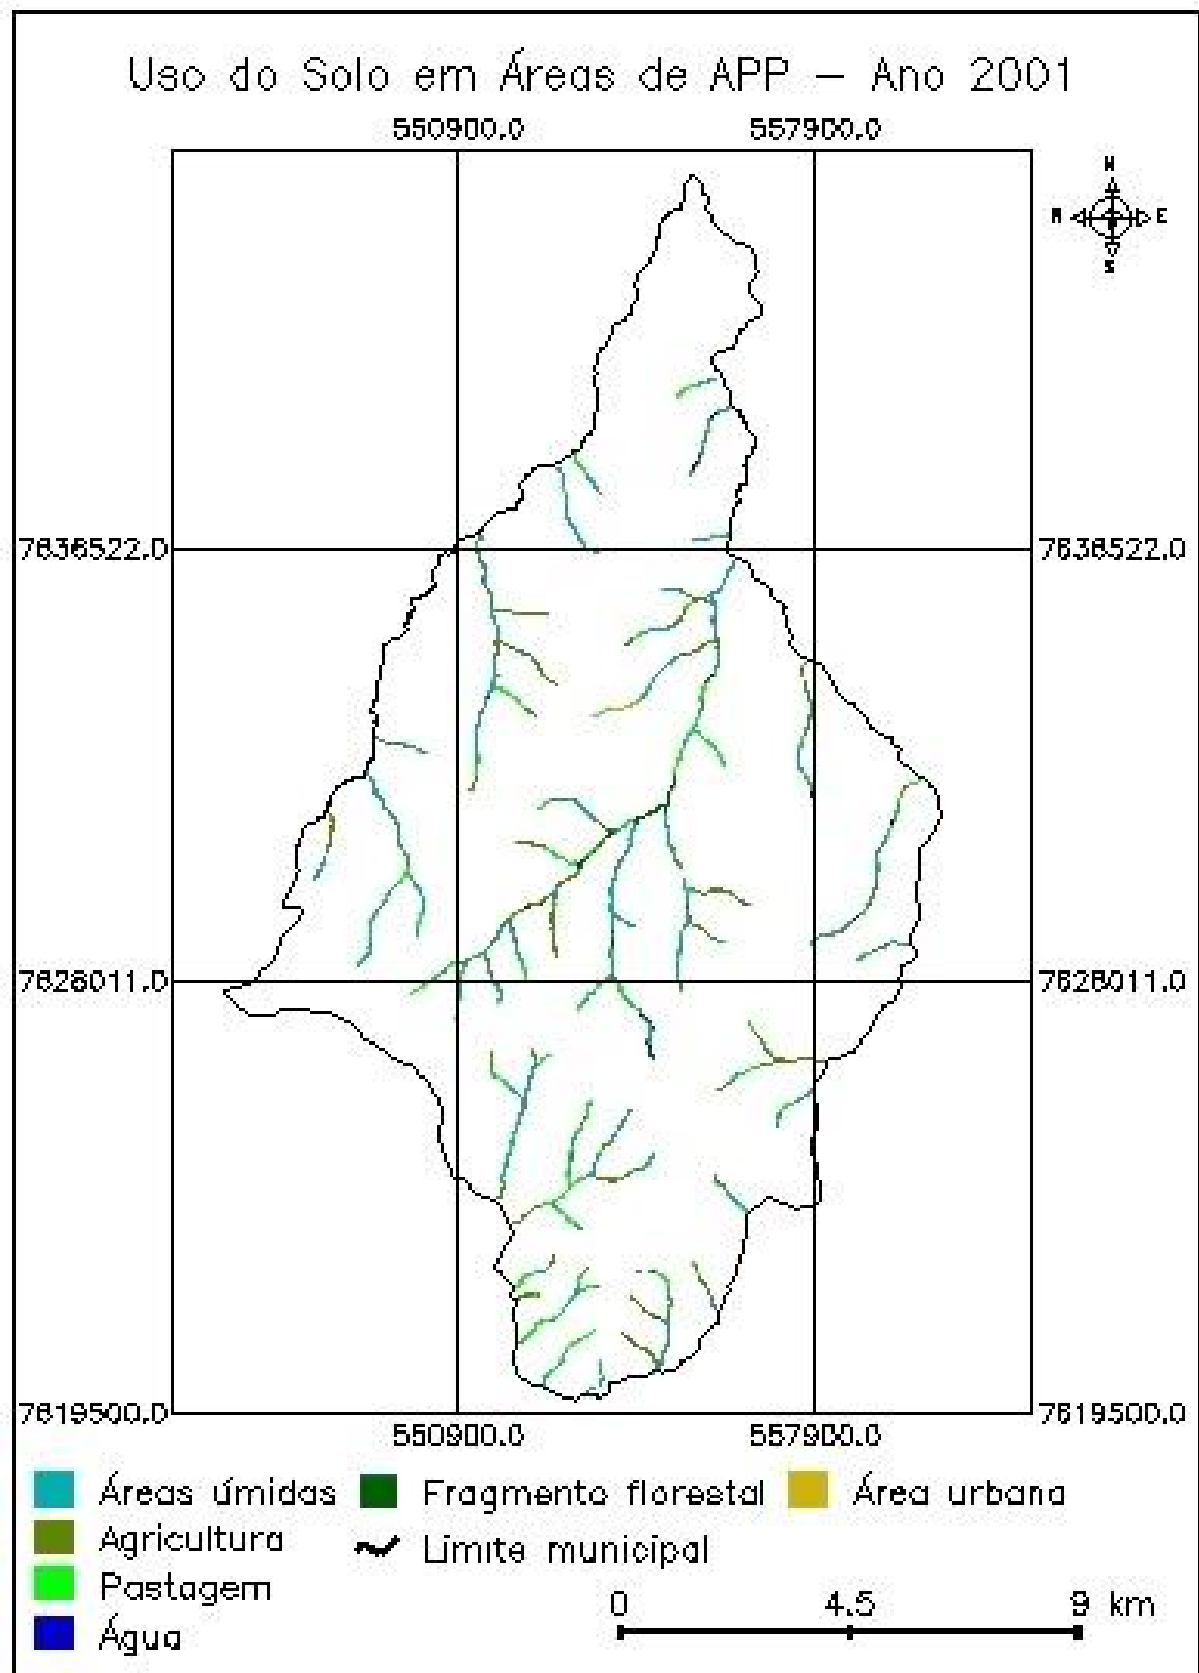 Uso do Solo em Áreas de APP – Ano 2001
550900.0 557900.0
N
W E
S
7636522.0 7636522.0
7628011.0 7628011.0
7619500.0 7619500.0
550900.0 557900.0
Áreas úmidas Fragmento florestal Área urbana
Agricultura Limite municipal
Pastagem
0 4.5 9 km
Água